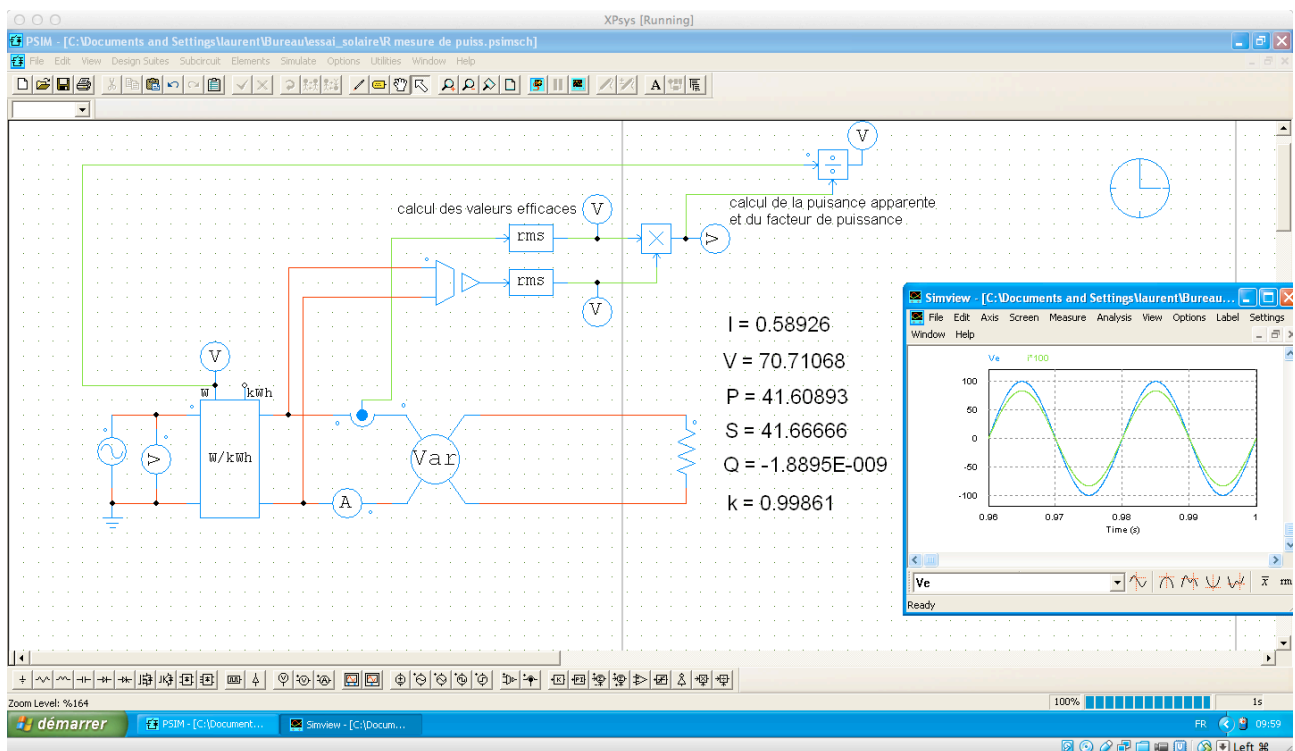 XPsys [Running]
PSIM - [C:\Documents and Settings\laurent\Bureau\essai_solaire\R mesure de puiss.psimsch]
File Edit View Design Suites Subcircuit Elements Simulate Options Utilities Window Help
V
calcul des valeurs efficaces
V
calcul de la puisance apparente
et du facteur de puissance
rms
V
rms
V
I = 0.58926
V = 70.71068
P = 41.60893
S = 41.66666
Q = -1.8895E-009
k = 0.99861
V
W kWh
V
W/kWh
Var
A
Simview - [C:\Documents and Settings\laurent\Bureau...
File Edit Axis Screen Measure Analysis View Options Label Settings
Window Help
Ve i*100
100
50
0
-50
-100
0.96 0.97 0.98 0.99 1
Time (s)
Ve
x rm
Ready
Zoom Level: %164
100% 1s
démarrer PSIM - [C:\Document... Simview - [C:\Docum... FR 09:59
Left ⌘